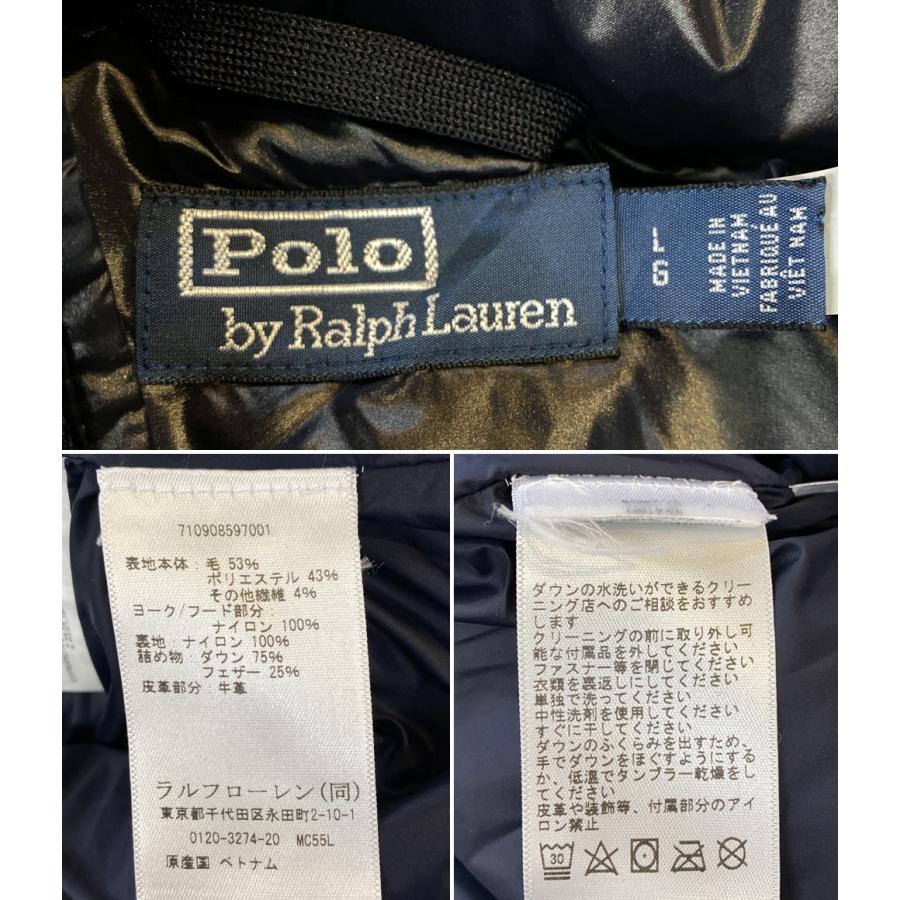 Polo
by Ralph Lauren
L
G
MADE IN
VIETNAM
FABRIQUÉ AU
VIÊT NAM
710908597001
表地本体:毛 53%
ポリエステル 43%
その他繊維 4%
ヨーク/フード部分:
ナイロン 100%
裏地:ナイロン 100%
詰め物:ダウン 75%
フェザー 25%
皮革部分:牛革
ラルフローレン(同)
東京都千代田区永田町2-10-1
0120-3274-20 MC55L
原産国 ベトナム
ダウンの水洗いができるクリー
ニング店へのご相談をおすすめ
します
クリーニングの前に取り外し可
能な付属品を外してください
ファスナー等を閉じてください
衣類を裏返しにしてください
単独で洗ってください
中性洗剤を使用してください
すぐに干してください
ダウンのふくらみを出すため、
手でダウンをほぐすようにする
か、低温でタンブラー乾燥をし
てください
皮革や装飾等、付属部分のアイ
ロン禁止
30